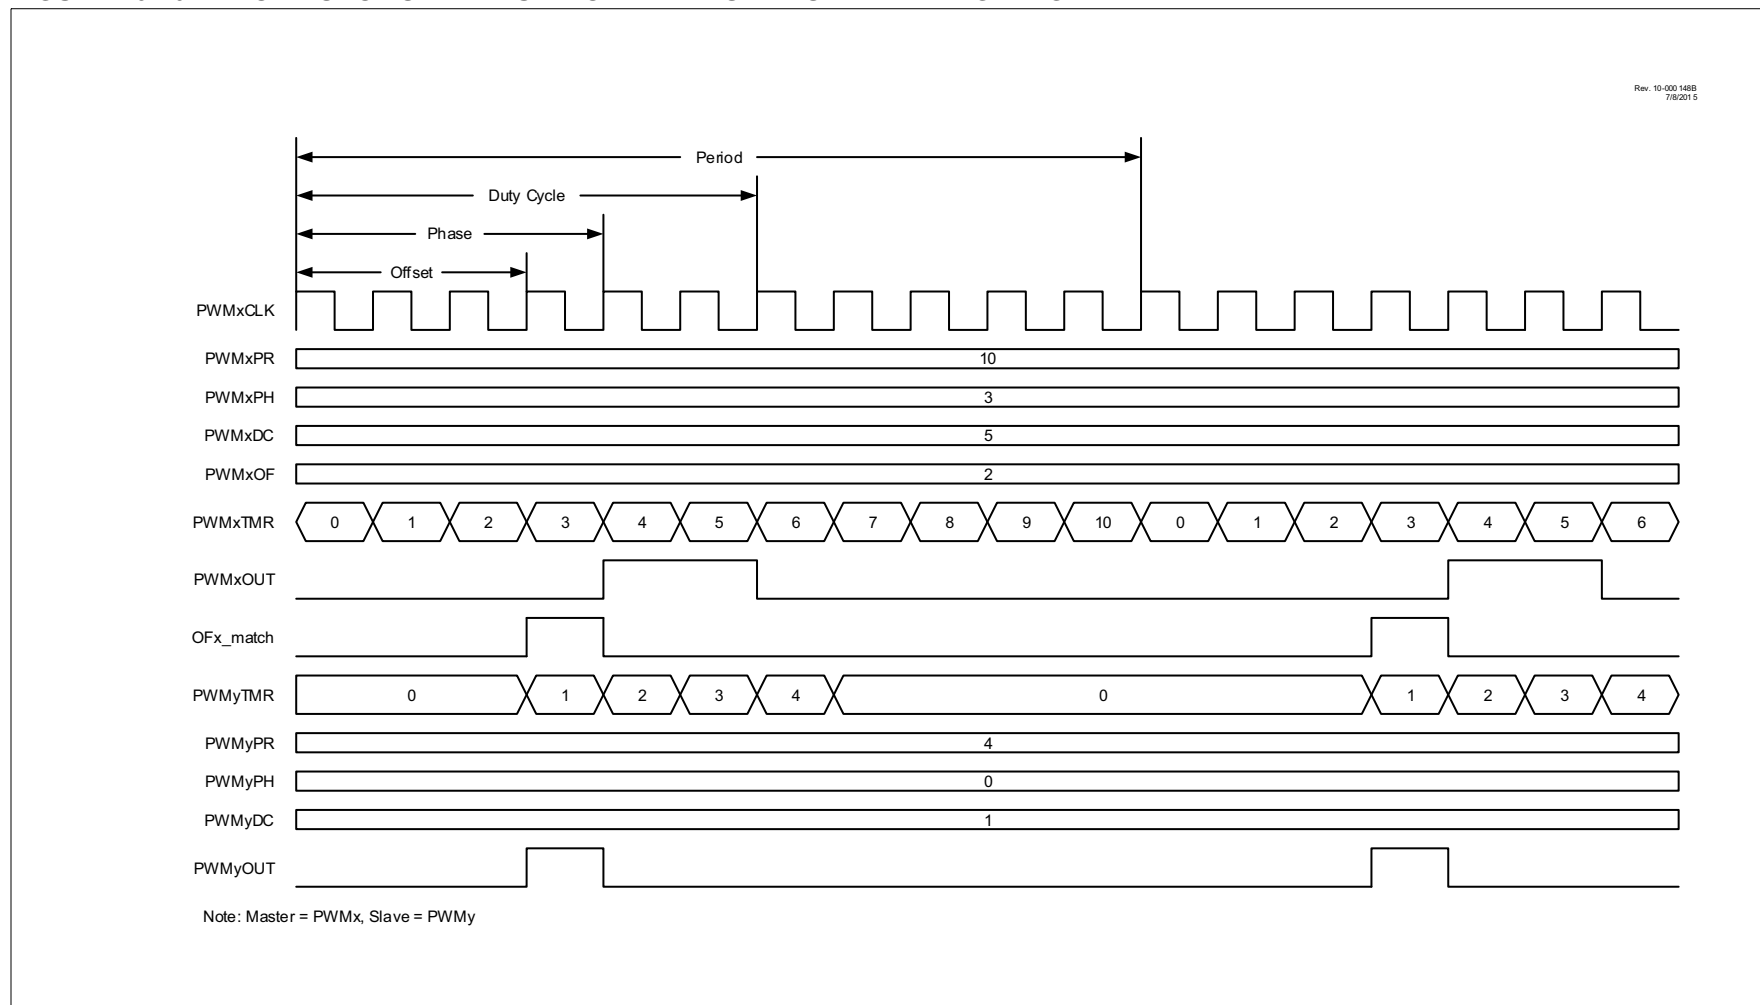 Rev. 10-000 148B
7/8/201 5
Period
Duty Cycle
Phase
Offset
PWMxCLK
PWMxPR 10
PWMxPH 3
PWMxDC 5
PWMxOF 2
PWMxTMR 0 1 2 3 4 5 6 7 8 9 10 0 1 2 3 4 5 6
PWMxOUT
OFx_match
PWMyTMR 0 1 2 3 4 0 1 2 3 4
PWMyPR 4
PWMyPH 0
PWMyDC 1
PWMyOUT
Note: Master = PWMx, Slave = PWMy